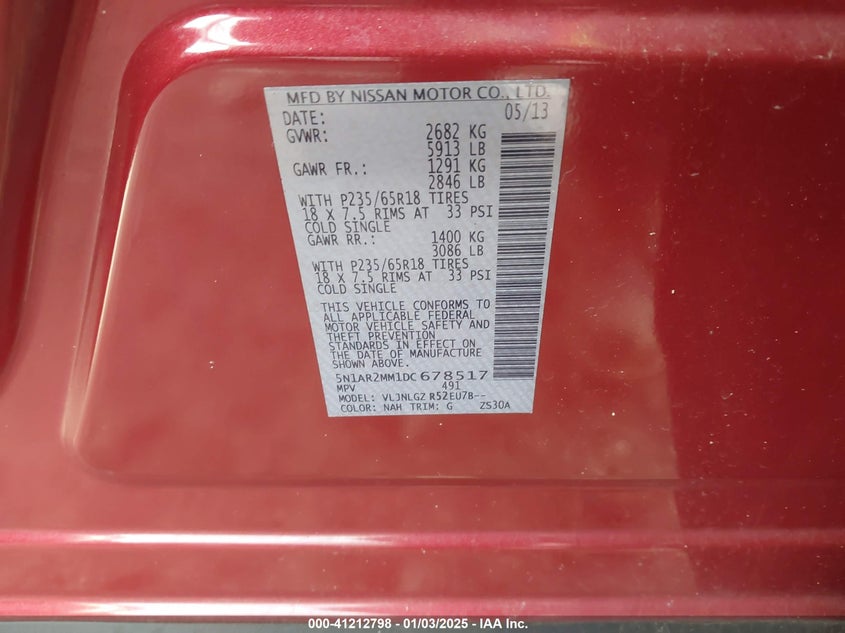 MFD BY NISSAN MOTOR CO., LTD.
DATE: 05/13
GVWR: 2682 KG
5913 LB
GAWR FR.: 1291 KG
2846 LB
WITH P235/65R18 TIRES
18 X 7.5 RIMS AT 33 PSI
COLD SINGLE
GAWR RR.: 1400 KG
3086 LB
WITH P235/65R18 TIRES
18 X 7.5 RIMS AT 33 PSI
COLD SINGLE
THIS VEHICLE CONFORMS TO
ALL APPLICABLE FEDERAL
MOTOR VEHICLE SAFETY AND
THEFT PREVENTION
STANDARDS IN EFFECT ON
THE DATE OF MANUFACTURE
SHOWN ABOVE.
5N1AR2MM1DC678517
MPV 491
MODEL: VLJNLGZ R52EU7B--
COLOR: NAH TRIM: G ZS30A
000-41212798 - 01/03/2025 - IAA Inc.